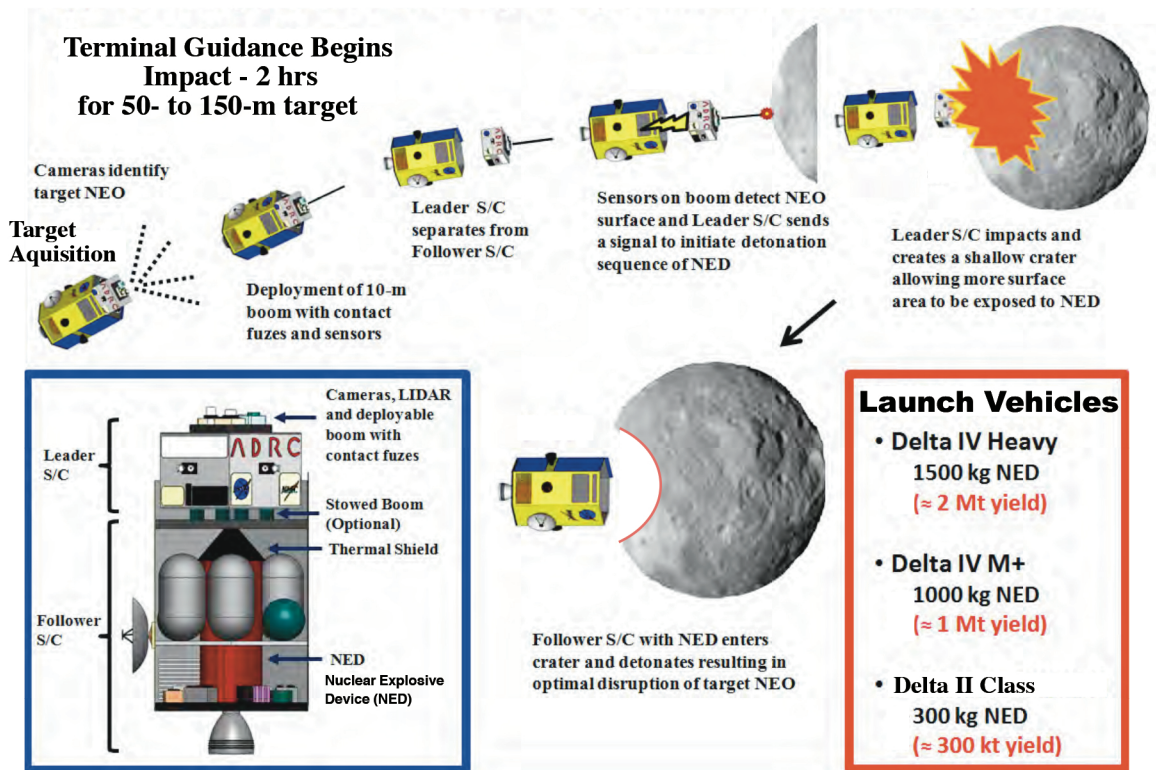 Terminal Guidance Begins
Impact - 2 hrs
for 50- to 150-m target
Cameras identify
target NEO
Target
Aquisition
ADRC
Deployment of 10-m
boom with contact
fuzes and sensors
ADRC
Leader S/C
separates from
Follower S/C
ADRC
Sensors on boom detect NEO
surface and Leader S/C sends
a signal to initiate detonation
sequence of NED
ADRC
Leader S/C impacts and
creates a shallow crater
allowing more surface
area to be exposed to NED
Leader
S/C
Follower
S/C
ADRC
Cameras, LIDAR
and deployable
boom with
contact fuzes
Stowed Boom
(Optional)
Thermal Shield
NED
Nuclear Explosive
Device (NED)
Follower S/C with NED enters
crater and detonates resulting in
optimal disruption of target NEO
Launch Vehicles
• Delta IV Heavy
1500 kg NED
(≈ 2 Mt yield)
• Delta IV M+
1000 kg NED
(≈ 1 Mt yield)
• Delta II Class
300 kg NED
(≈ 300 kt yield)